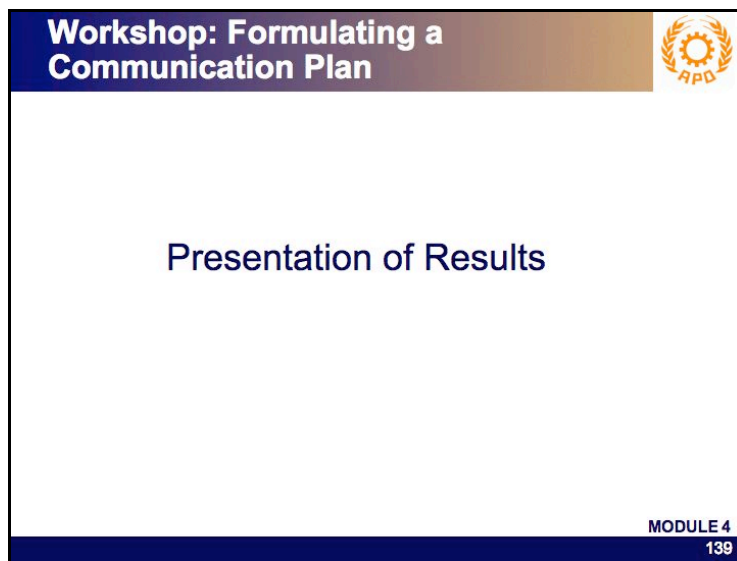 Workshop: Formulating a
Communication Plan
APO
Presentation of Results
MODULE 4
139